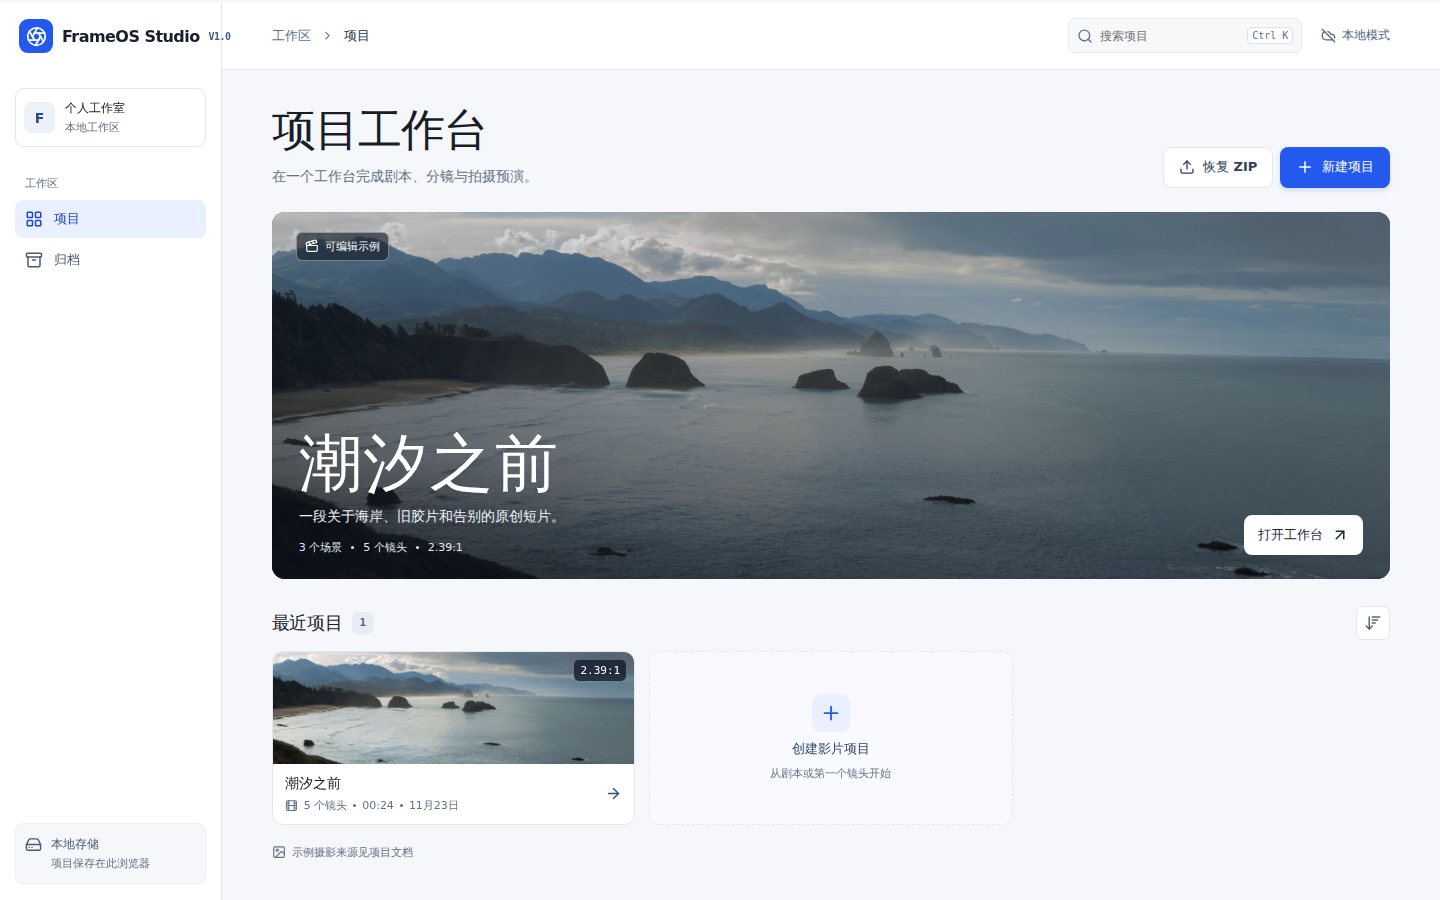 FrameOS Studio V1.0
工作区 > 项目
搜索项目
Ctrl K
本地模式
F
个人工作室
本地工作区
工作区
项目
归档
本地存储
项目保存在此浏览器
项目工作台
在一个工作台完成剧本、分镜与拍摄预演。
恢复 ZIP
新建项目
可编辑示例
潮汐之前
一段关于海岸、旧胶片和告别的原创短片。
3 个场景 • 5 个镜头 • 2.39:1
打开工作台
最近项目 1
2.39:1
潮汐之前
5 个镜头 • 00:24 • 11月23日
创建影片项目
从剧本或第一个镜头开始
示例摄影来源见项目文档